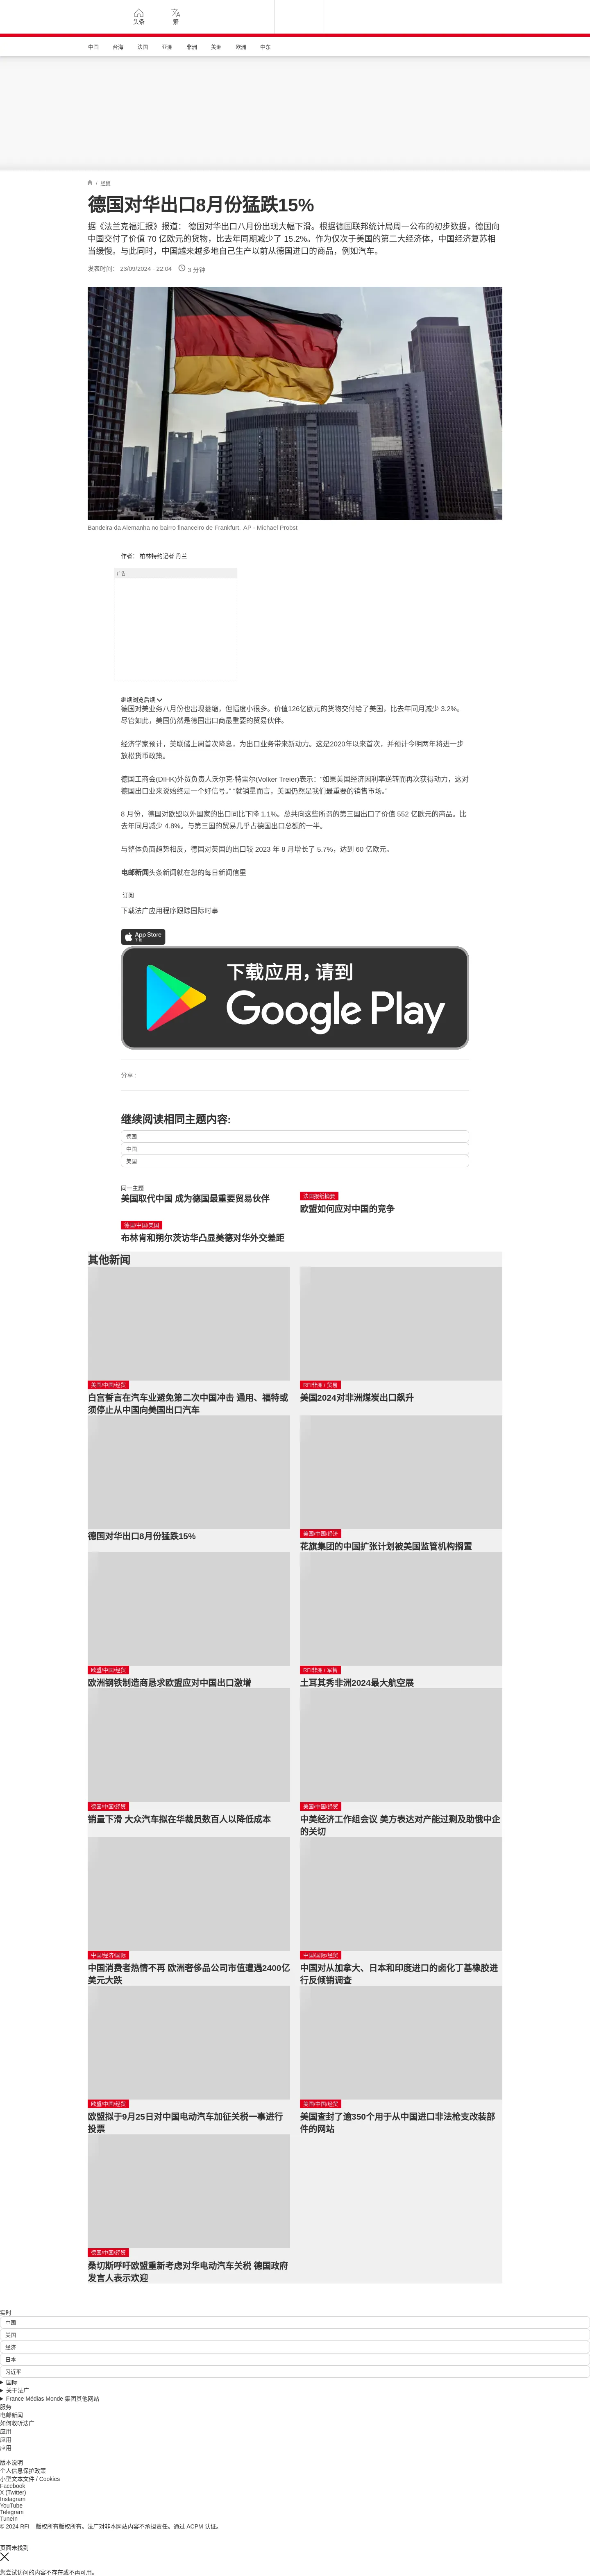 头条
繁
中国
台海
法国
亚洲
非洲
美洲
欧洲
中东
/ 经贸
德国对华出口8月份猛跌15%
据《法兰克福汇报》报道： 德国对华出口八月份出现大幅下滑。根据德国联邦统计局周一公布的初步数据，德国向
中国交付了价值 70 亿欧元的货物，比去年同期减少了 15.2%。作为仅次于美国的第二大经济体，中国经济复苏相
当缓慢。与此同时，中国越来越多地自己生产以前从德国进口的商品，例如汽车。
发表时间： 23/09/2024 - 22:04
3 分钟
Bandeira da Alemanha no bairro financeiro de Frankfurt. AP - Michael Probst
作者： 柏林特约记者 丹兰
广告
继续浏览后续
德国对美业务八月份也出现萎缩，但幅度小很多。价值126亿欧元的货物交付给了美国，比去年同月减少 3.2%。
尽管如此，美国仍然是德国出口商最重要的贸易伙伴。
经济学家预计，美联储上周首次降息，为出口业务带来新动力。这是2020年以来首次，并预计今明两年将进一步
放松货币政策。
德国工商会(DIHK)外贸负责人沃尔克·特雷尔(Volker Treier)表示：“如果美国经济因利率逆转而再次获得动力，这对
德国出口业来说始终是一个好信号。” “就销量而言，美国仍然是我们最重要的销售市场。”
8 月份，德国对欧盟以外国家的出口同比下降 1.1%。总共向这些所谓的第三国出口了价值 552 亿欧元的商品。比
去年同月减少 4.8%。与第三国的贸易几乎占德国出口总额的一半。
与整体负面趋势相反，德国对英国的出口较 2023 年 8 月增长了 5.7%，达到 60 亿欧元。
电邮新闻头条新闻就在您的每日新闻信里
订阅
下载法广应用程序跟踪国际时事
App Store
下载
下载应用，请到
Google Play
分享 :
继续阅读相同主题内容:
德国
中国
美国
同一主题
美国取代中国 成为德国最重要贸易伙伴
法国报纸摘要
欧盟如何应对中国的竞争
德国/中国/美国
布林肯和朔尔茨访华凸显美德对华外交差距
其他新闻
美国/中国/经贸
白宫誓言在汽车业避免第二次中国冲击 通用、福特或
须停止从中国向美国出口汽车
RFI非洲 / 贸易
美国2024对非洲煤炭出口飙升
德国对华出口8月份猛跌15%
美国/中国/经济
花旗集团的中国扩张计划被美国监管机构搁置
欧盟/中国/经贸
欧洲钢铁制造商恳求欧盟应对中国出口激增
RFI非洲 / 军售
土耳其秀非洲2024最大航空展
德国/中国/经贸
销量下滑 大众汽车拟在华裁员数百人以降低成本
美国/中国/经贸
中美经济工作组会议 美方表达对产能过剩及助俄中企
的关切
中国/经济/国际
中国消费者热情不再 欧洲奢侈品公司市值遭遇2400亿
美元大跌
中国/国际/经贸
中国对从加拿大、日本和印度进口的卤化丁基橡胶进
行反倾销调查
欧盟/中国/经贸
欧盟拟于9月25日对中国电动汽车加征关税一事进行
投票
美国/中国/经贸
美国查封了逾350个用于从中国进口非法枪支改装部
件的网站
德国/中国/经贸
桑切斯呼吁欧盟重新考虑对华电动汽车关税 德国政府
发言人表示欢迎
实时
中国
美国
经济
日本
习近平
国际
关于法广
France Médias Monde 集团其他网站
服务
电邮新闻
如何收听法广
应用
应用
应用
版本说明
个人信息保护政策
小型文本文件 / Cookies
Facebook
X (Twitter)
Instagram
YouTube
Telegram
TuneIn
© 2024 RFI – 版权所有版权所有。法广对非本网站内容不承担责任。通过 ACPM 认证。
页面未找到
您尝试访问的内容不存在或不再可用。